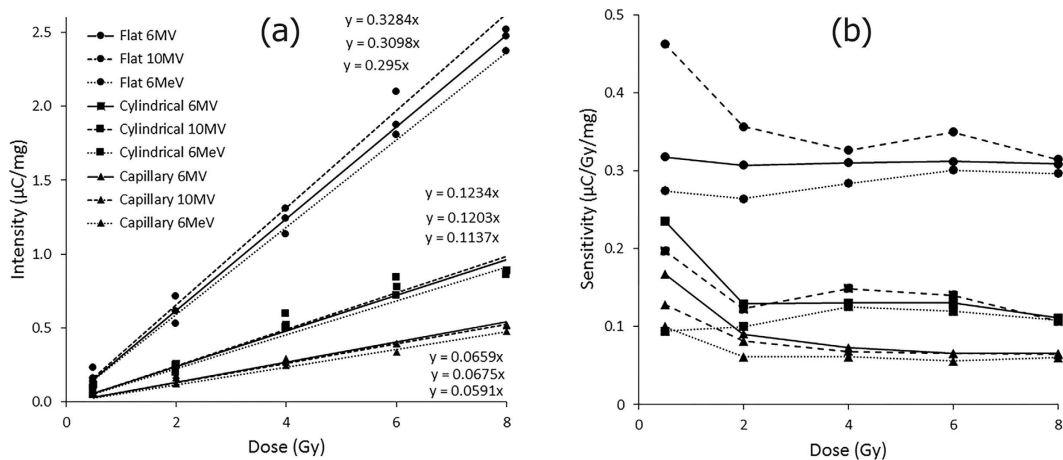 (a)
Intensity (µC/mg)
2.5
2.0
1.5
1.0
0.5
0.0
0
2
4
6
8
Dose (Gy)
Flat 6MV
Flat 10MV
Flat 6MeV
Cylindrical 6MV
Cylindrical 10MV
Cylindrical 6MeV
Capillary 6MV
Capillary 10MV
Capillary 6MeV
y = 0.3284x
y = 0.3098x
y = 0.295x
y = 0.1234x
y = 0.1203x
y = 0.1137x
y = 0.0659x
y = 0.0675x
y = 0.0591x
(b)
Sensitivity (µC/Gy/mg)
0.5
0.4
0.3
0.2
0.1
0
0
2
4
6
8
Dose (Gy)